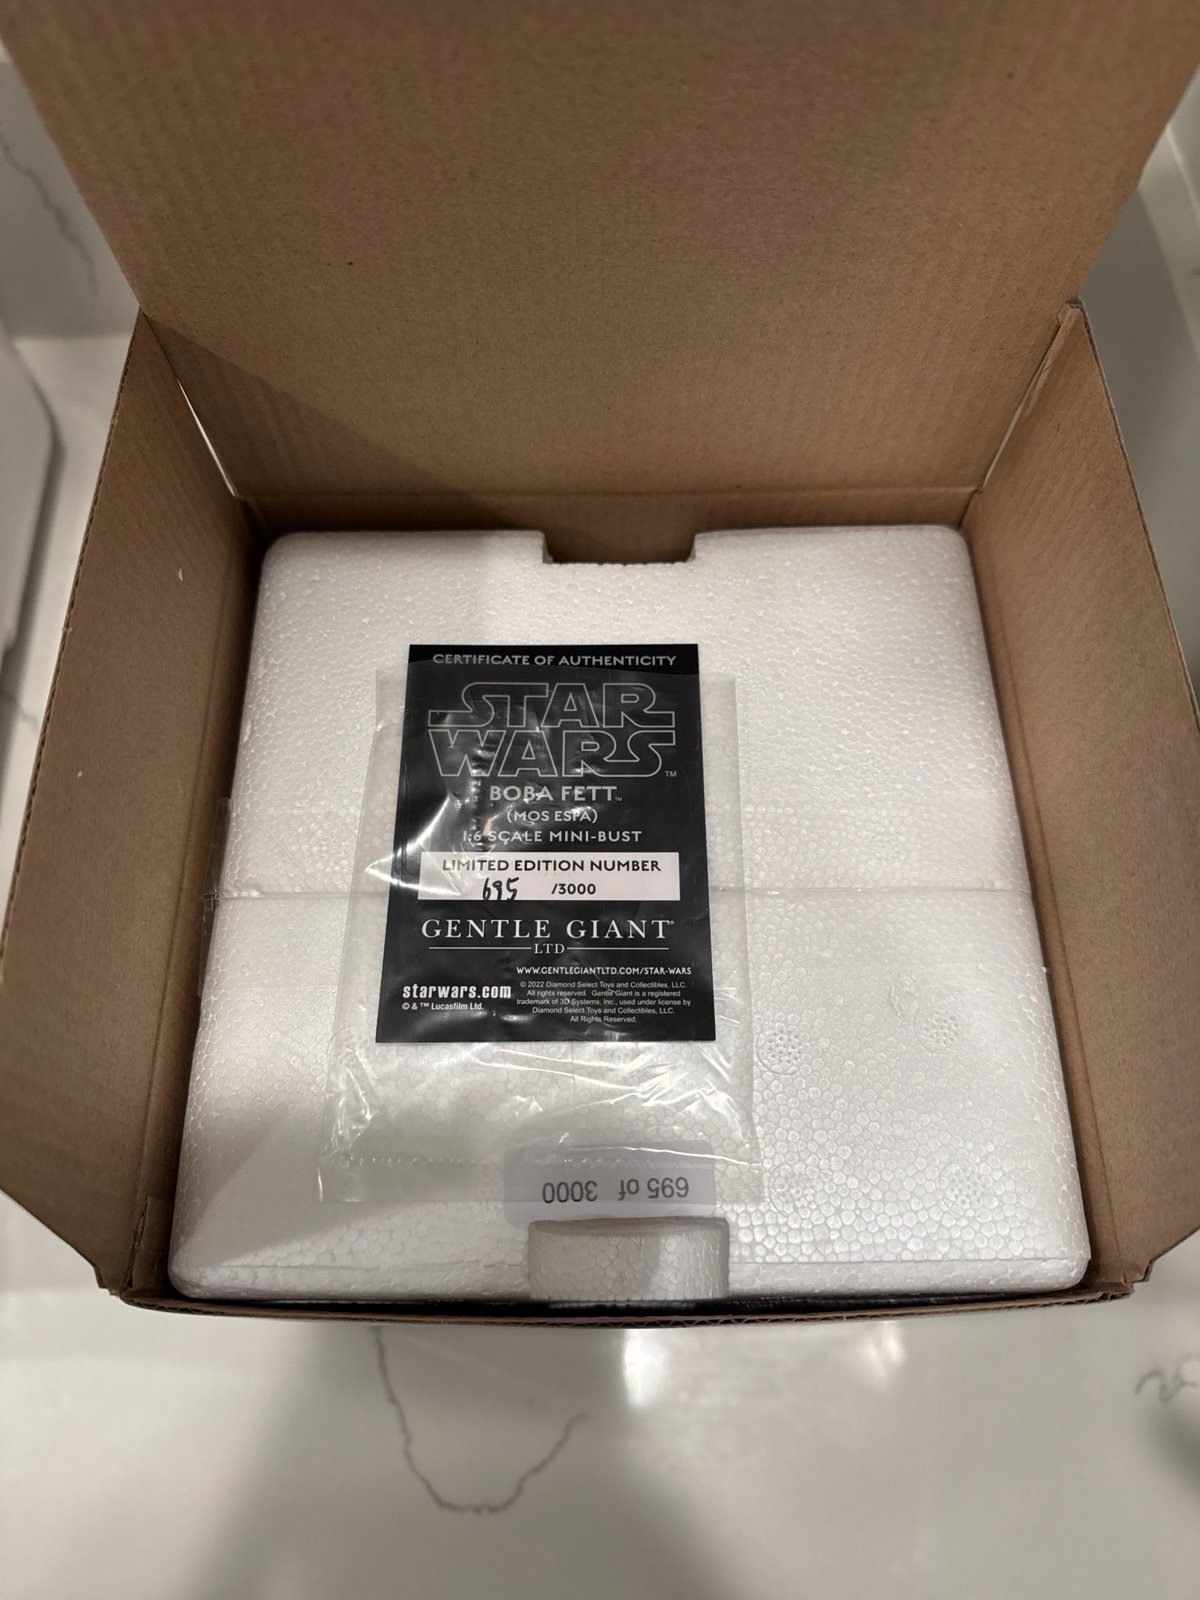 CERTIFICATE OF AUTHENTICITY
STAR
WARS™
BOBA FETT™
(MOS ESPA)
1:6 SCALE MINI-BUST
LIMITED EDITION NUMBER
695 /3000
GENTLE GIANT®
LTD
WWW.GENTLEGIANTLTD.COM/STAR-WARS
starwars.com
© & ™ Lucasfilm Ltd.
© 2022 Diamond Select Toys and Collectibles, LLC.
All rights reserved. Gentle Giant is a registered
trademark of 3D Systems, Inc., used under license by
Diamond Select Toys and Collectibles, LLC.
All Rights Reserved.
695 of 3000